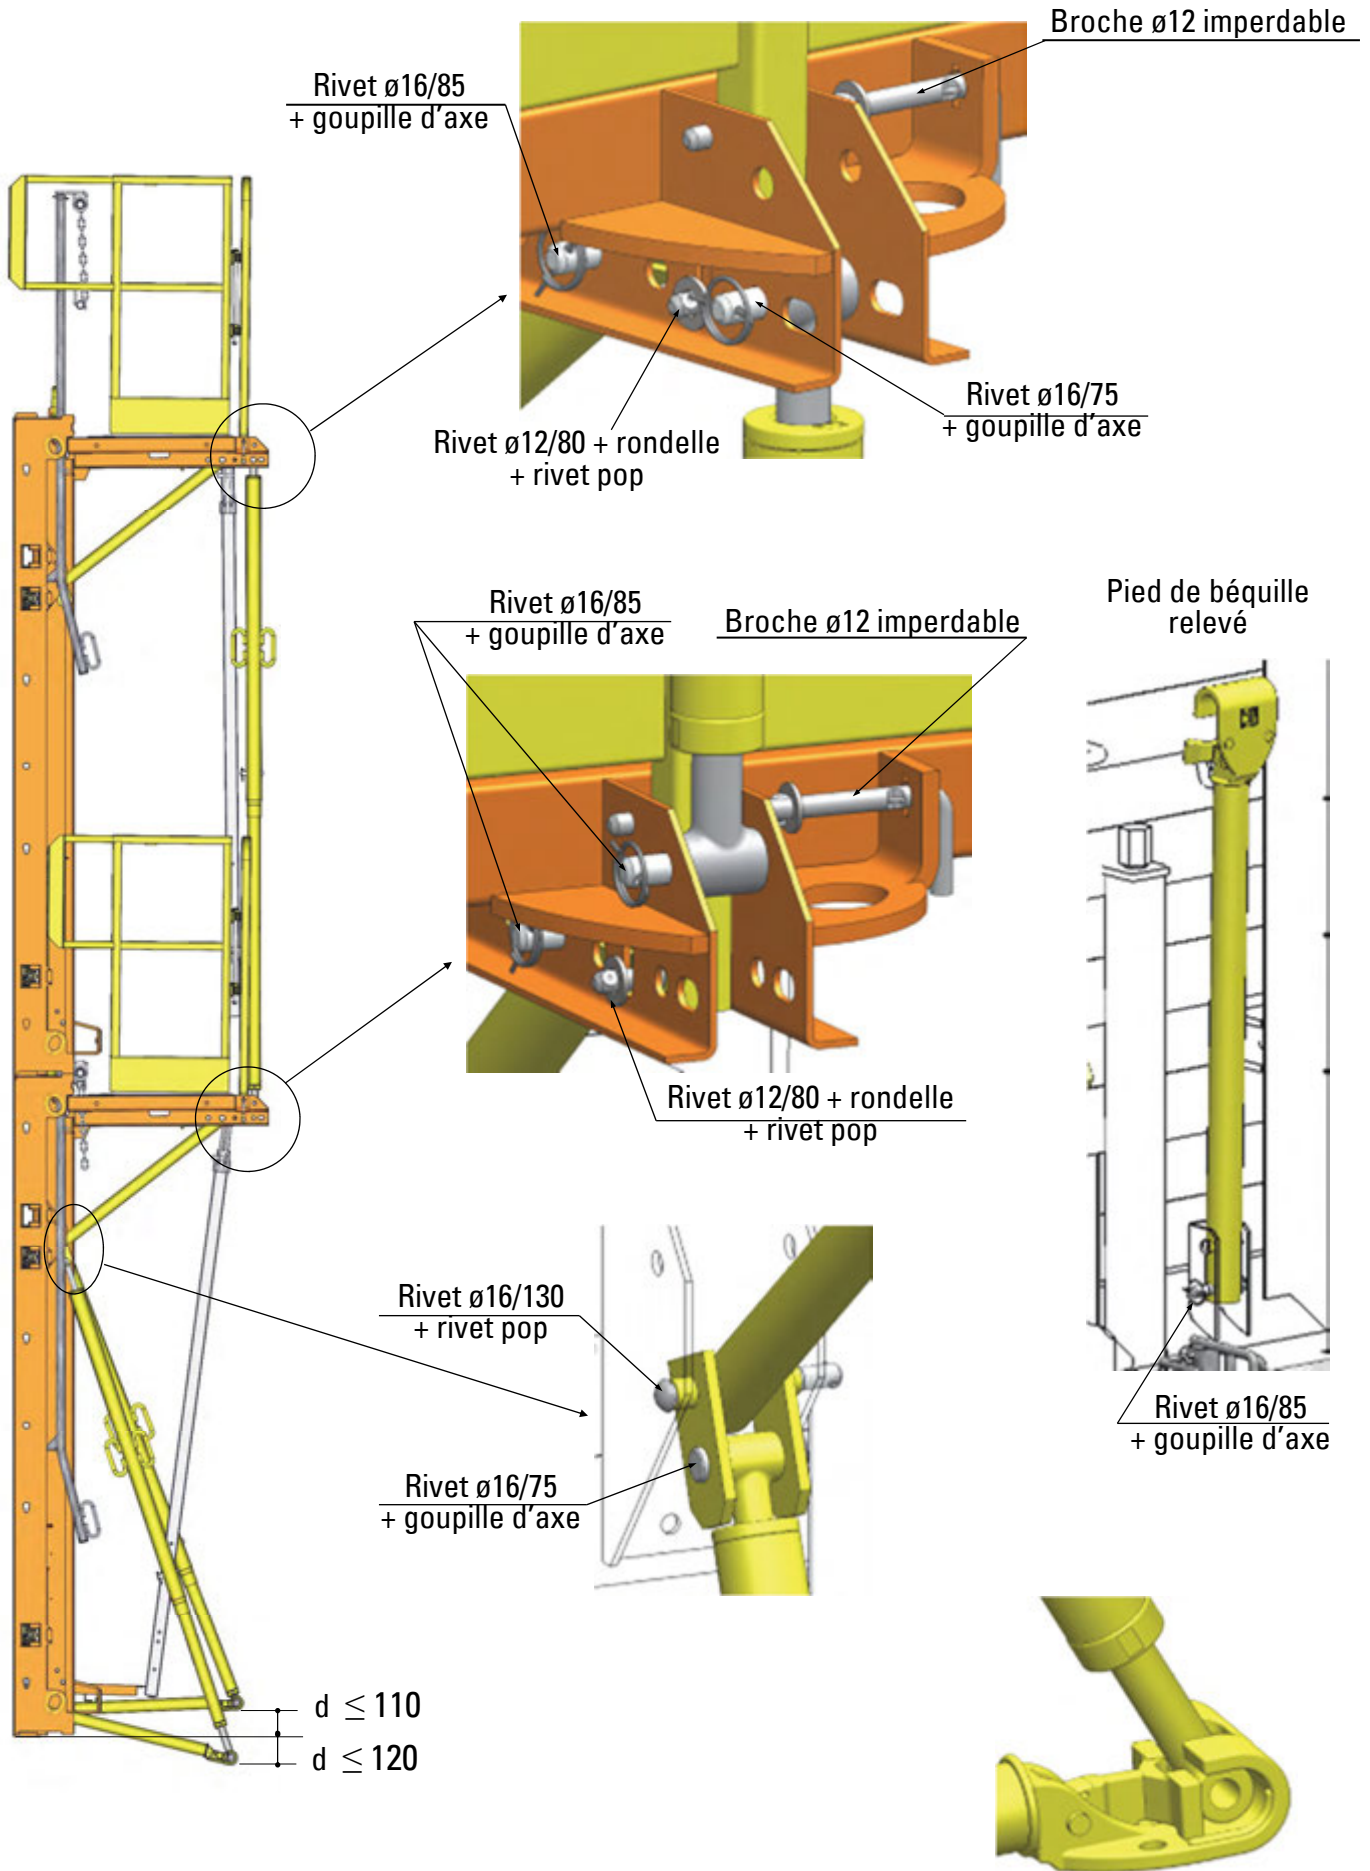 Broche ø12 imperdable
Rivet ø16/85
+ goupille d'axe
Rivet ø16/75
+ goupille d'axe
Rivet ø12/80 + rondelle
+ rivet pop
Rivet ø16/85
+ goupille d'axe
Broche ø12 imperdable
Pied de béquille
relevé
Rivet ø12/80 + rondelle
+ rivet pop
Rivet ø16/130
+ rivet pop
Rivet ø16/85
+ goupille d'axe
Rivet ø16/75
+ goupille d'axe
d ≤ 110
d ≤ 120